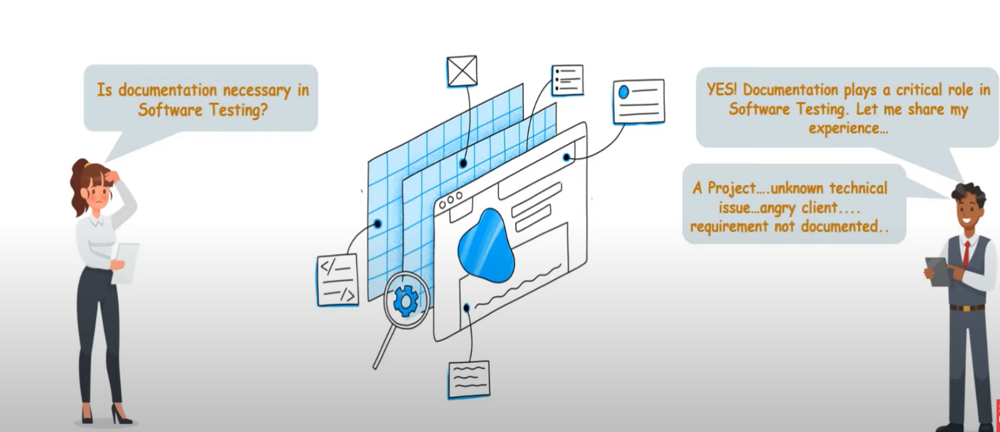 Is documentation necessary in
Software Testing?
YES! Documentation plays a critical role in
Software Testing. Let me share my
experience...
A Project....unknown technical
issue...angry client....
requirement not documented..